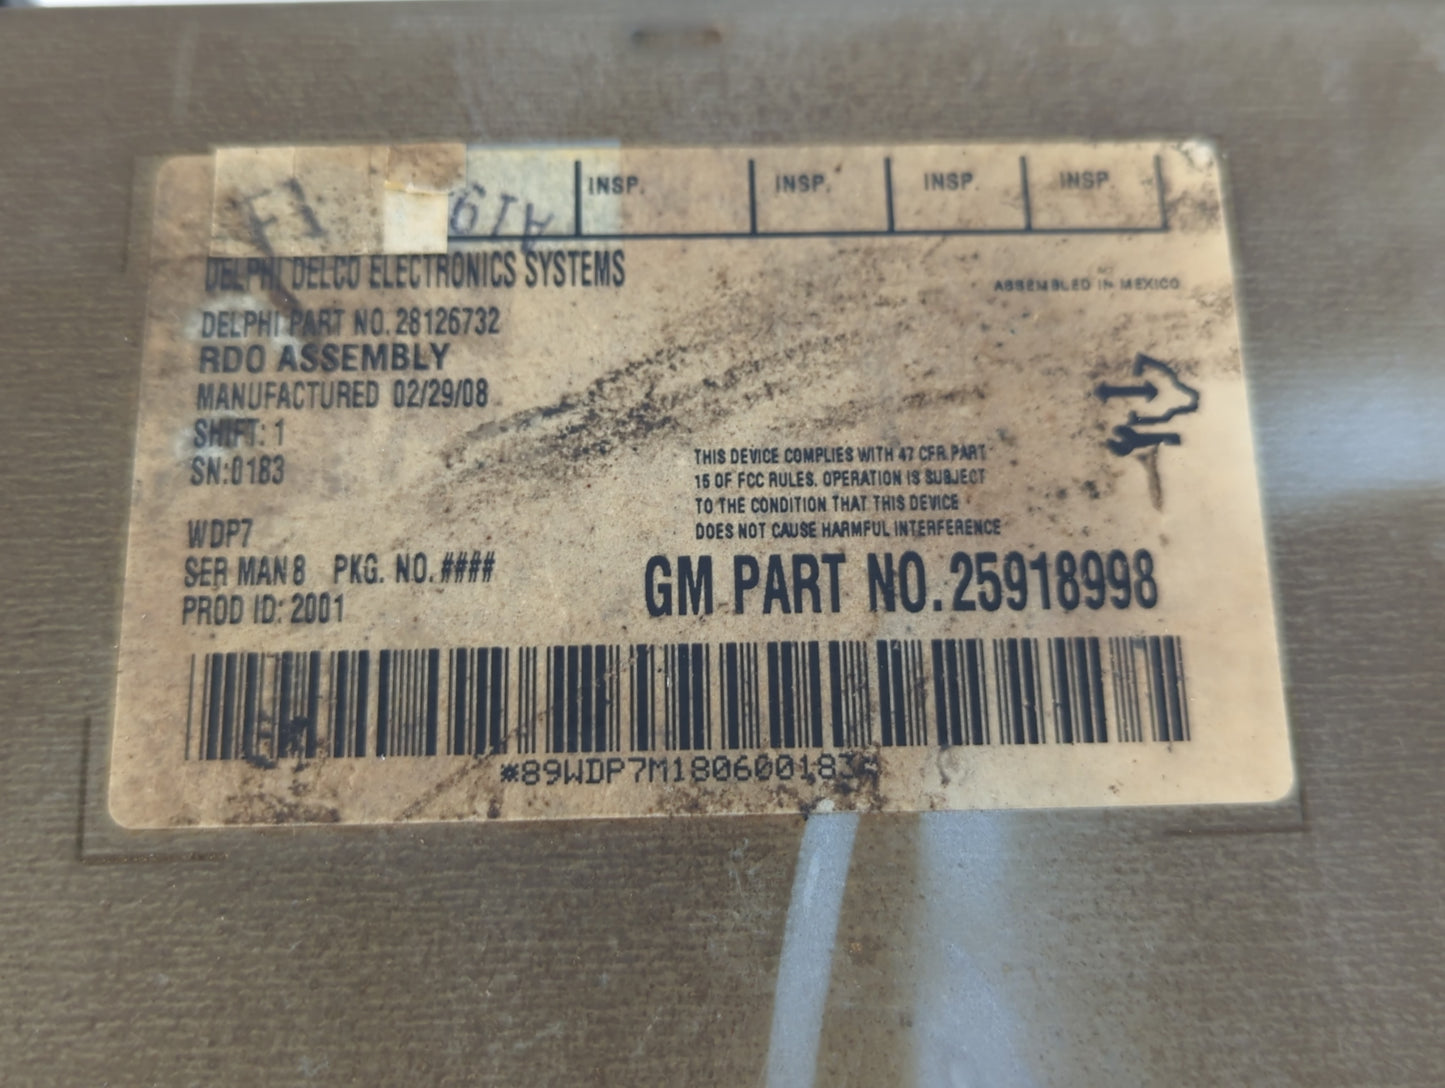 F1
A19
INSP.
INSP.
INSP.
INSP.
DELPHI DELCO ELECTRONICS SYSTEMS
ASSEMBLED IN MEXICO
DELPHI PART NO. 28126732
RDO ASSEMBLY
MANUFACTURED 02/29/08
SHIFT: 1
SN:0183
THIS DEVICE COMPLIES WITH 47 CFR PART
15 OF FCC RULES. OPERATION IS SUBJECT
TO THE CONDITION THAT THIS DEVICE
DOES NOT CAUSE HARMFUL INTERFERENCE
WDP7
SER MAN 8 PKG. NO. ####
PROD ID: 2001
GM PART NO. 25918998
*89WDP7M180600183*